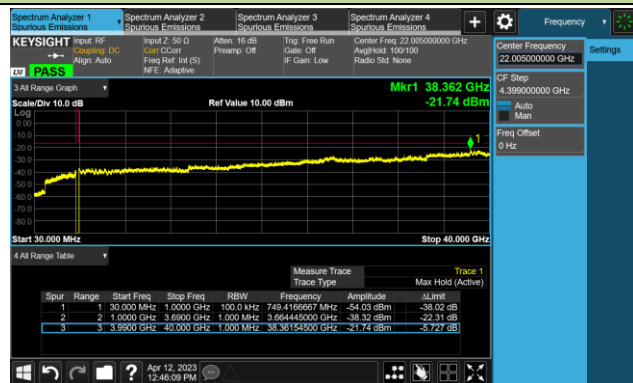 Spectrum Analyzer 1
Spurious Emissions
Spectrum Analyzer 2
Spurious Emissions
Spectrum Analyzer 3
Spurious Emissions
Spectrum Analyzer 4
Spurious Emissions
+
Frequency
KEYSIGHT
Input: RF
Coupling: DC
Align: Auto
Input Z: 50 Ω
Corr CCorr
Freq Ref: Int (S)
NFE: Adaptive
Atten: 16 dB
Preamp: Off
Trig: Free Run
Gate: Off
IF Gain: Low
Center Freq: 22.005000000 GHz
Avg|Hold: 100/100
Radio Std: None
LXI PASS
Center Frequency
22.005000000 GHz
Settings
CF Step
4.399000000 GHz
Auto
Man
Freq Offset
0 Hz
3 All Range Graph
Mkr1 38.362 GHz
Scale/Div 10.0 dB
Ref Value 10.00 dBm
-21.74 dBm
Log
0.00
-10.0
-20.0
-30.0
-40.0
-50.0
-60.0
-70.0
-80.0
1
Start 30.000 MHz
Stop 40.000 GHz
4 All Range Table
Measure Trace Trace 1
Trace Type Max Hold (Active)
Spur Range Start Freq Stop Freq RBW Frequency Amplitude ΔLimit
1 1 30.000 MHz 1.0000 GHz 100.0 kHz 749.4166667 MHz -54.03 dBm -38.02 dB
2 2 1.0000 GHz 3.6900 GHz 1.000 MHz 3.664445000 GHz -38.32 dBm -22.31 dB
3 3 3.9900 GHz 40.000 GHz 1.000 MHz 38.36154500 GHz -21.74 dBm -5.727 dB
?
Apr 12, 2023
12:46:09 PM